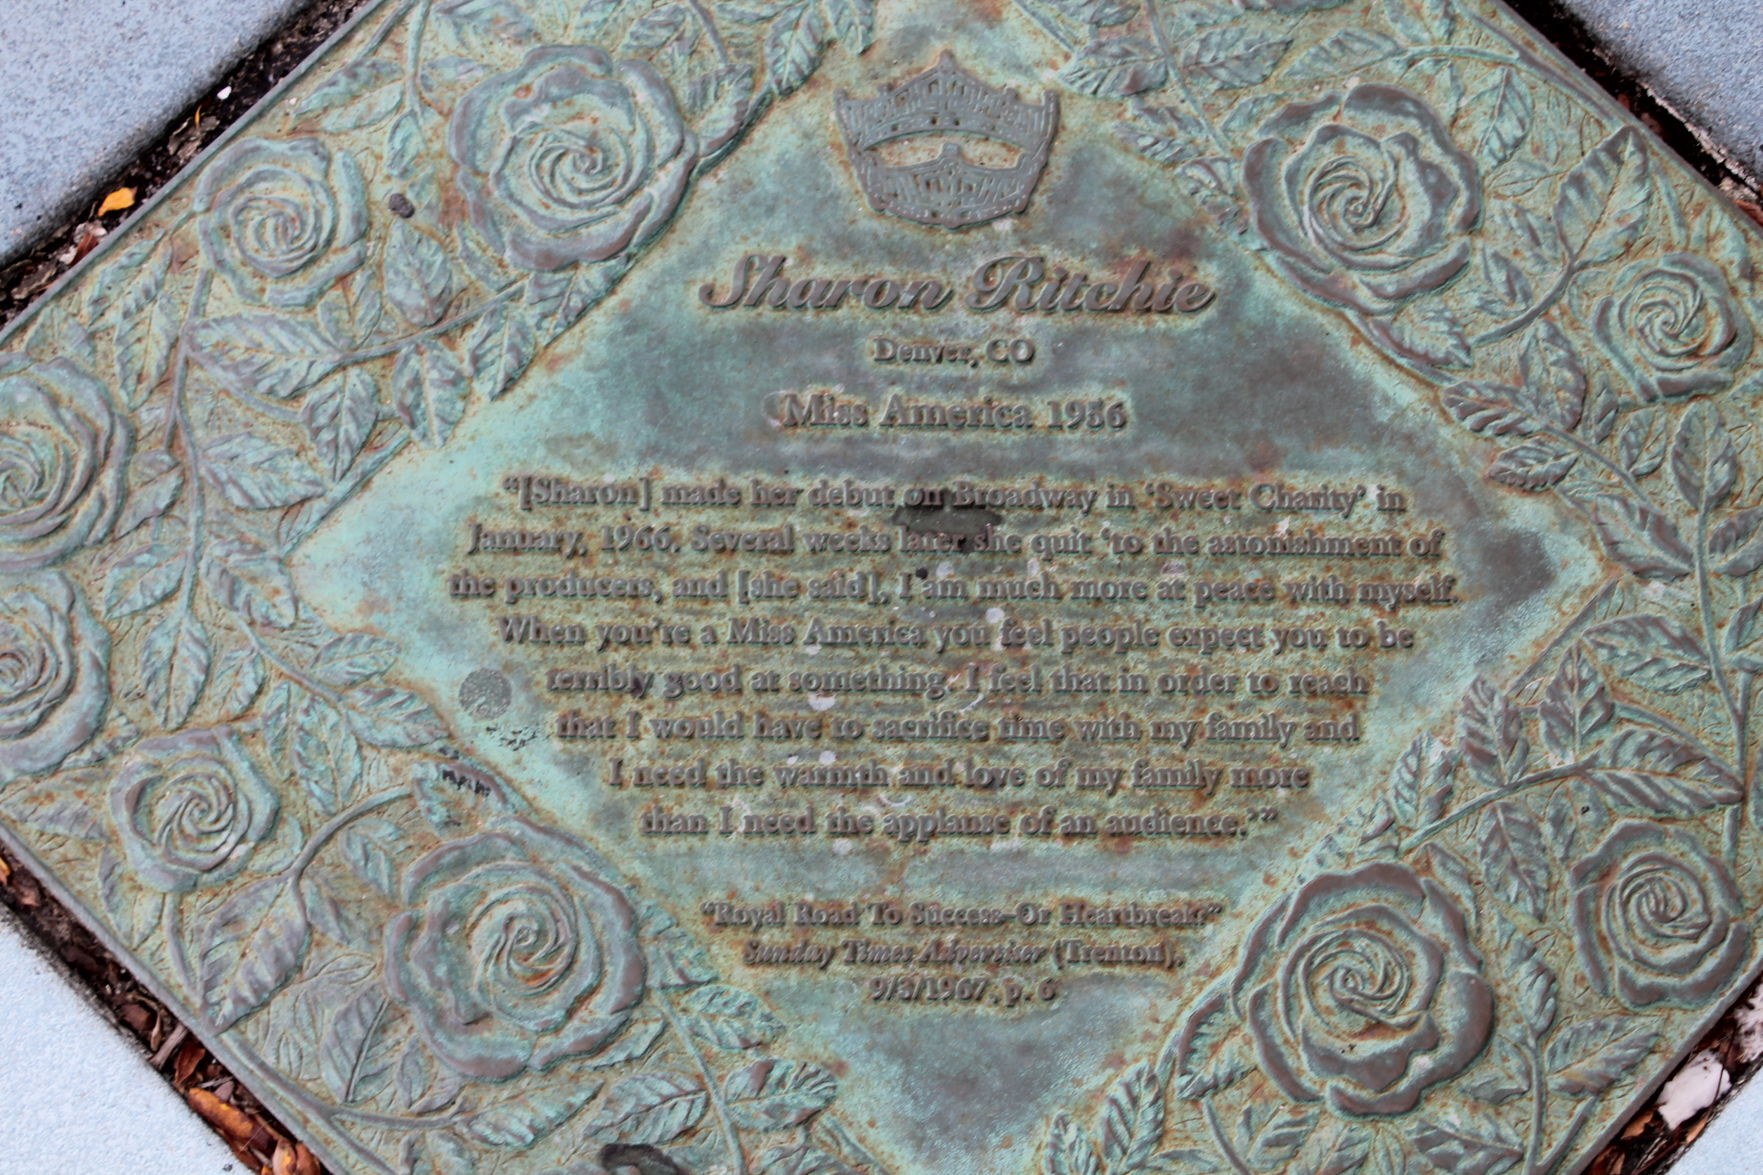 Sharon Ritchie
Denver, CO
Miss America 1956
“[Sharon] made her debut on Broadway in ‘Sweet Charity’ in
January, 1966. Several weeks later she quit ‘to the astonishment of
the producers, and [she said], I am much more at peace with myself.
When you're a Miss America you feel people expect you to be
terribly good at something. I feel that in order to reach
that I would have to sacrifice time with my family and
I need the warmth and love of my family more
than I need the applause of an audience.’”
“Royal Road To Success–Or Heartbreak?”
Sunday Times Advertiser (Trenton),
9/3/1967, p. 6